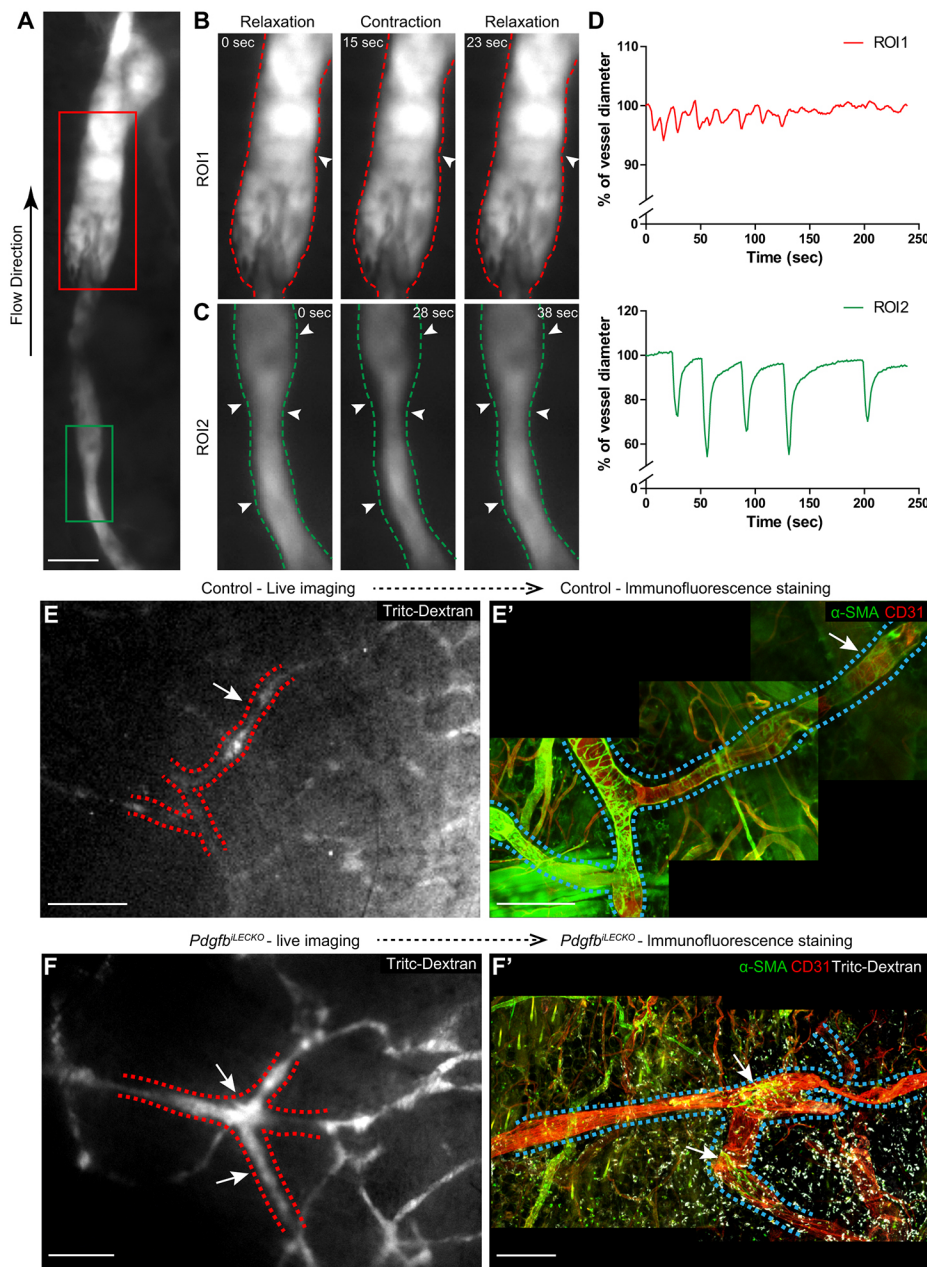 A
Flow Direction
B
Relaxation
Contraction
Relaxation
0 sec
15 sec
23 sec
ROI1
C
0 sec
28 sec
38 sec
ROI2
D
ROI1
% of vessel diameter
110
100
90
0
0 50 100 150 200 250
Time (sec)
ROI2
% of vessel diameter
120
100
80
60
0
0 50 100 150 200 250
Time (sec)
Control - Live imaging
Control - Immunofluorescence staining
E
Tritc-Dextran
E'
α-SMA CD31
Pdgfb^iLECKO - live imaging
Pdgfb^iLECKO - Immunofluorescence staining
F
Tritc-Dextran
F'
α-SMA CD31 Tritc-Dextran